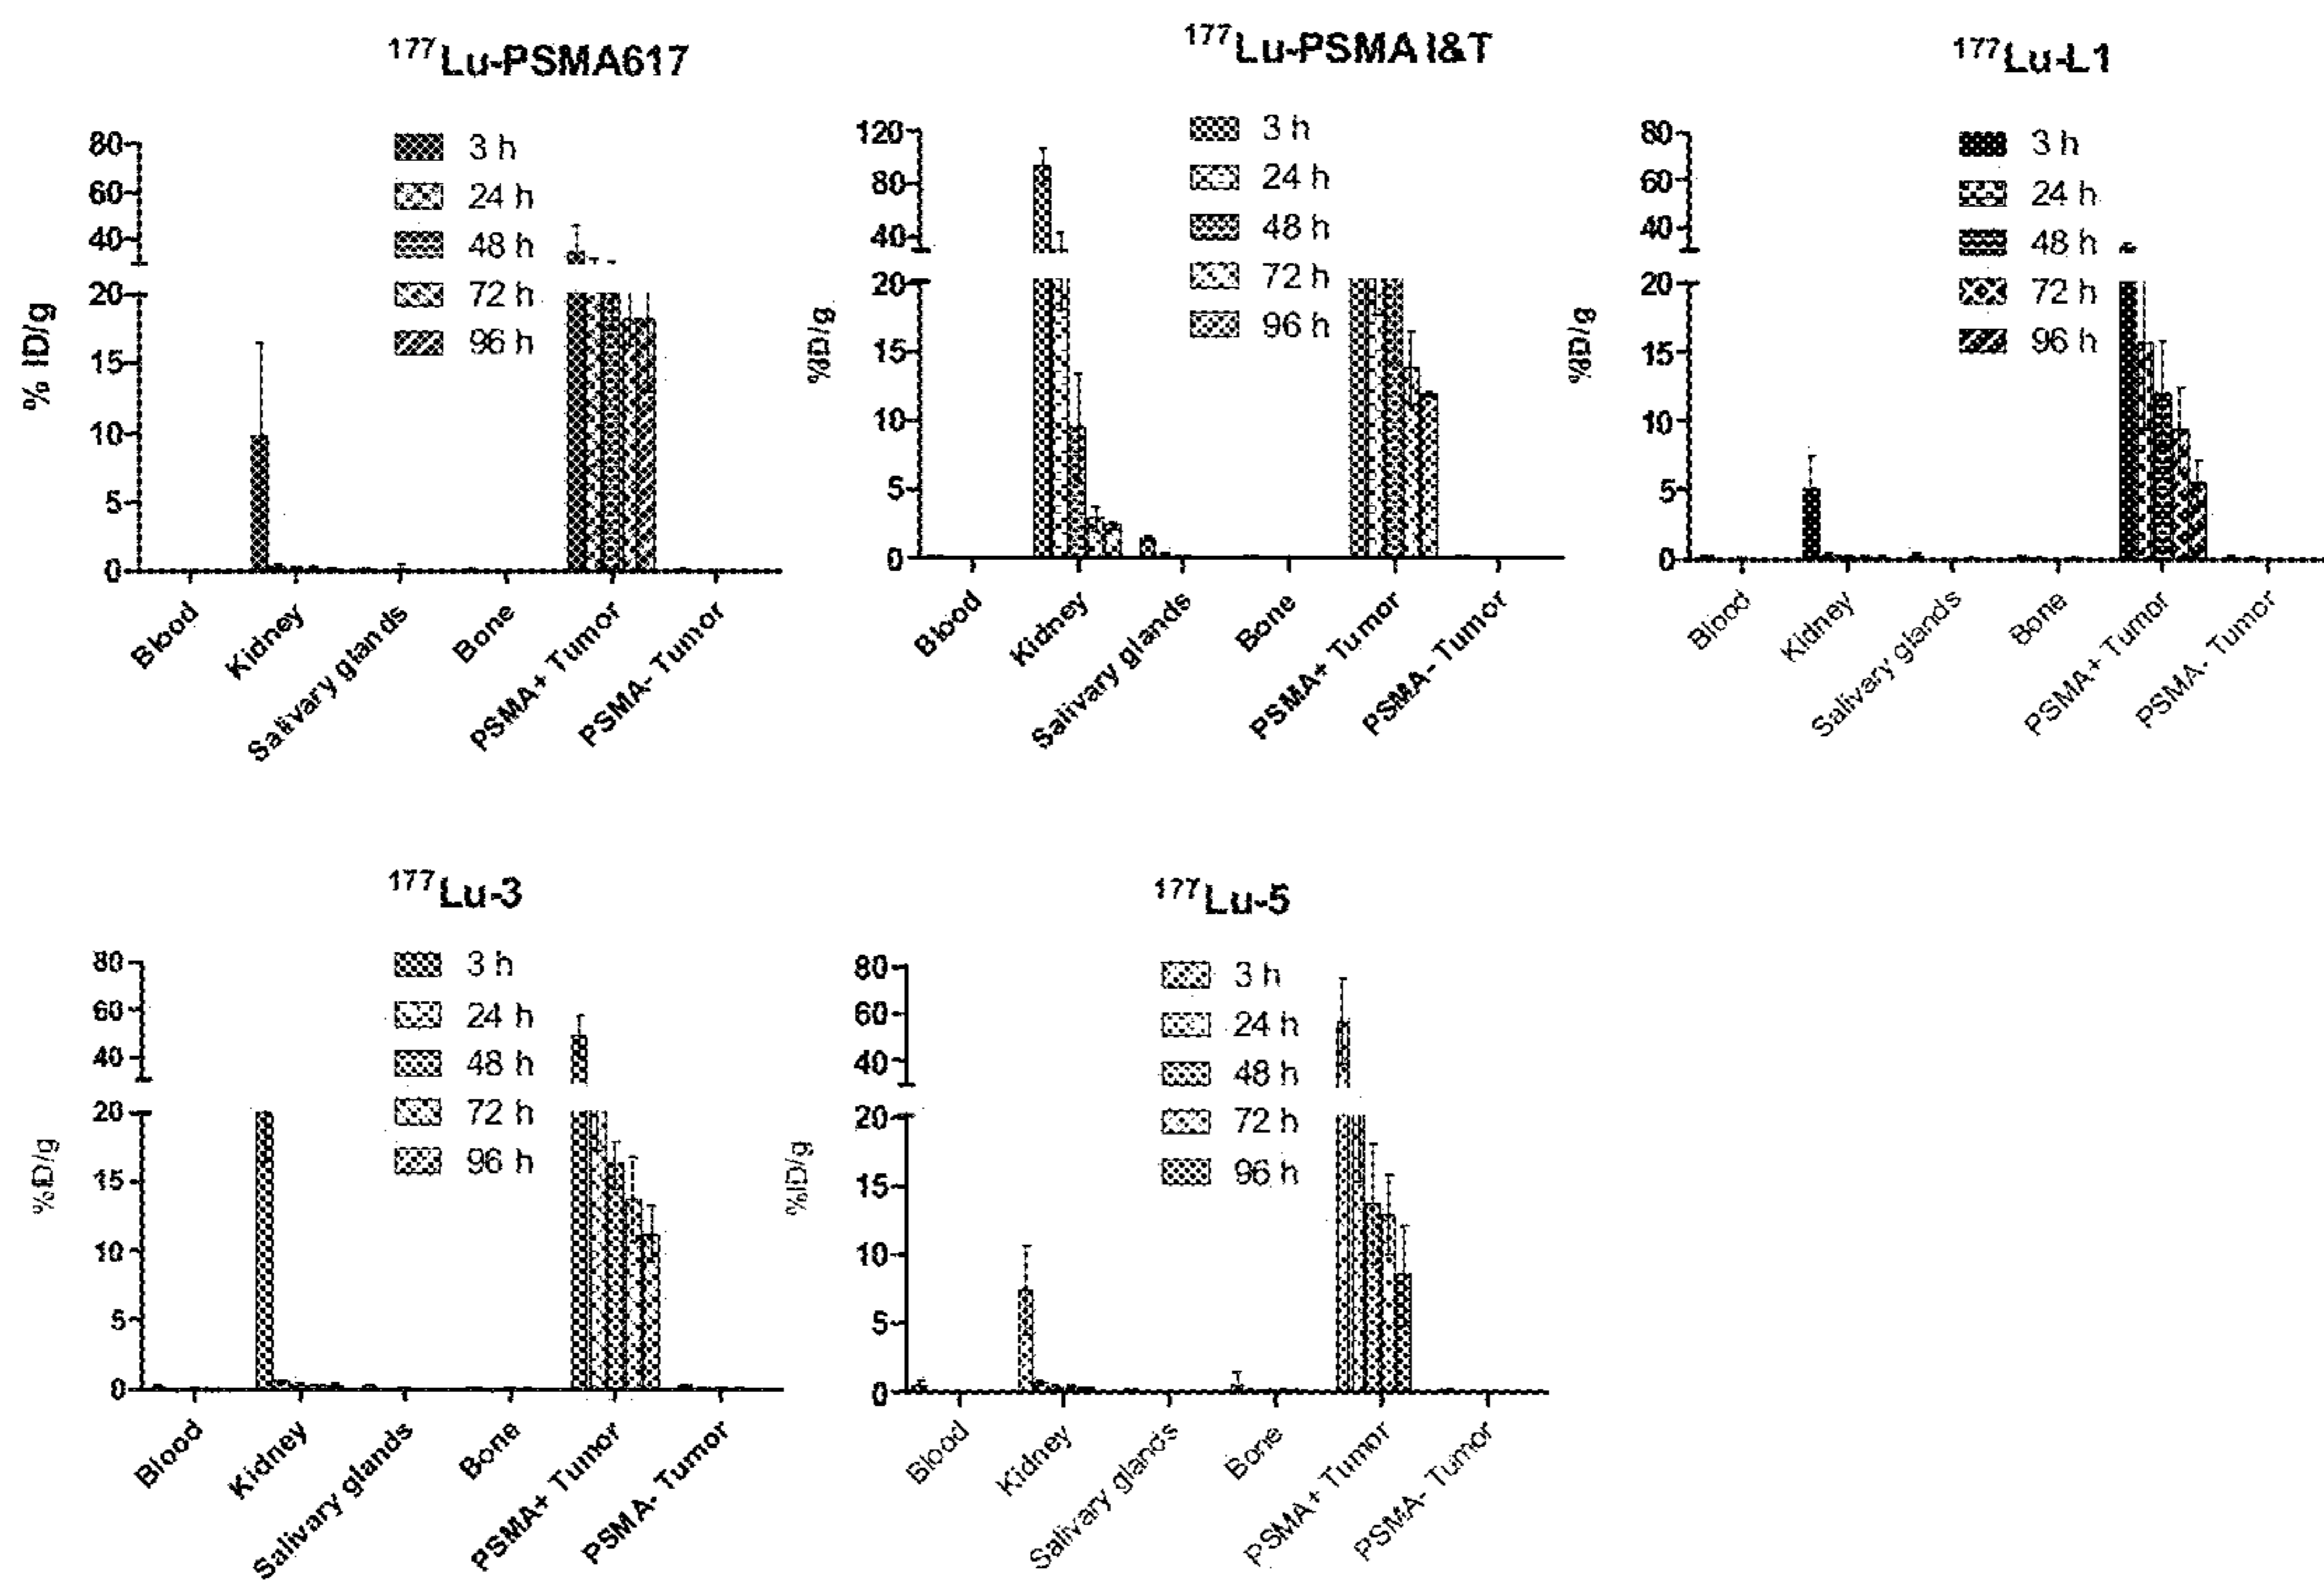 177Lu-PSMA617
% ID/g
80
60
40
20
15
10
5
0
3 h
24 h
48 h
72 h
96 h
Blood
Kidney
Salivary glands
Bone
PSMA+ Tumor
PSMA- Tumor
177Lu-PSMA I&T
%ID/g
120
80
40
20
15
10
5
0
3 h
24 h
48 h
72 h
96 h
Blood
Kidney
Salivary glands
Bone
PSMA+ Tumor
PSMA- Tumor
177Lu-L1
%ID/g
80
60
40
20
15
10
5
0
3 h
24 h
48 h
72 h
96 h
Blood
Kidney
Salivary glands
Bone
PSMA+ Tumor
PSMA- Tumor
177Lu-3
%ID/g
80
60
40
20
15
10
5
0
3 h
24 h
48 h
72 h
96 h
Blood
Kidney
Salivary glands
Bone
PSMA+ Tumor
PSMA- Tumor
177Lu-5
%ID/g
80
60
40
20
15
10
5
0
3 h
24 h
48 h
72 h
96 h
Blood
Kidney
Salivary glands
Bone
PSMA+ Tumor
PSMA- Tumor